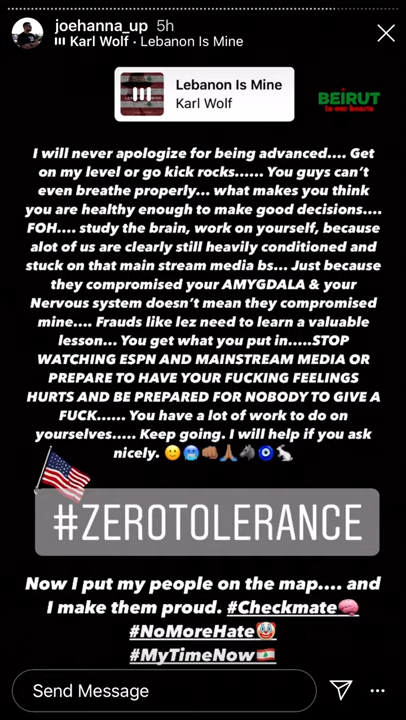 joehanna_up 5h
Karl Wolf · Lebanon Is Mine
Lebanon Is Mine
Karl Wolf
BEiRUT
in our hearts
I will never apologize for being advanced.... Get
on my level or go kick rocks...... You guys can't
even breathe properly... what makes you think
you are healthy enough to make good decisions....
FOH.... study the brain, work on yourself, because
alot of us are clearly still heavily conditioned and
stuck on that main stream media bs... Just because
they compromised your AMYGDALA & your
Nervous system doesn't mean they compromised
mine.... Frauds like lez need to learn a valuable
lesson... You get what you put in.....STOP
WATCHING ESPN AND MAINSTREAM MEDIA OR
PREPARE TO HAVE YOUR FUCKING FEELINGS
HURTS AND BE PREPARED FOR NOBODY TO GIVE A
FUCK...... You have a lot of work to do on
yourselves..... Keep going. I will help if you ask
nicely. 🙂🥶👊🏽🙏🏽🐺🧿🐇
#ZEROTOLERANCE
Now I put my people on the map.... and
I make them proud. #Checkmate🧠
#NoMoreHate🤡
#MyTimeNow🇱🇧
Send Message